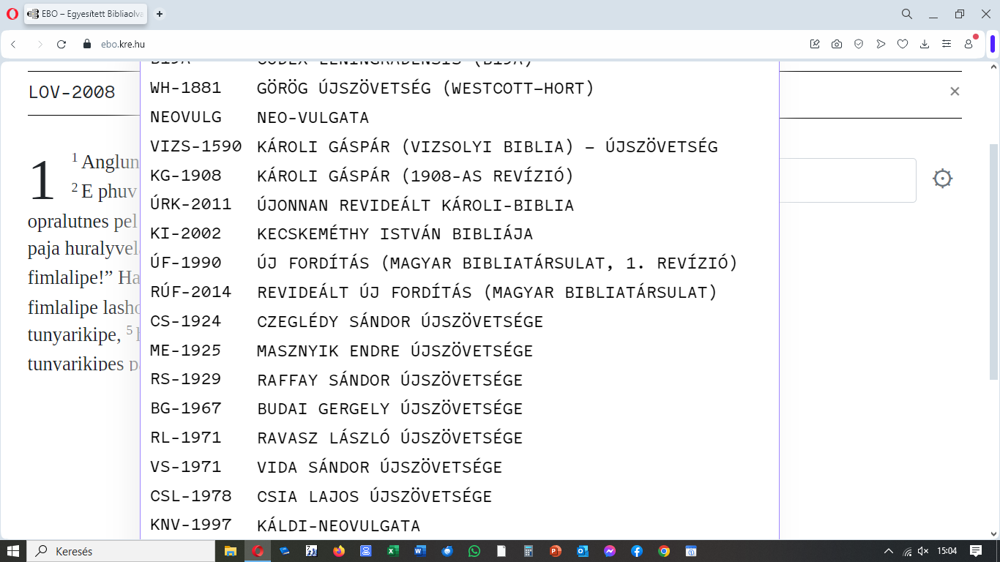 EBO – Egyesített Bibliaolva
ebo.kre.hu
LOV-2008
1
1 Anglun
2 E phuv
opralutnes pel
paja huralyvel
fimlalipe!” Ha
fimlalipe lasho
tunyarikipe, 5 h
tunyarikipes pa
B19A CODEX LENINGRADENSIS (B19A)
WH-1881 GÖRÖG ÚJSZÖVETSÉG (WESTCOTT–HORT)
NEOVULG NEO-VULGATA
VIZS-1590 KÁROLI GÁSPÁR (VIZSOLYI BIBLIA) – ÚJSZÖVETSÉG
KG-1908 KÁROLI GÁSPÁR (1908-AS REVÍZIÓ)
ÚRK-2011 ÚJONNAN REVIDEÁLT KÁROLI-BIBLIA
KI-2002 KECSKEMÉTHY ISTVÁN BIBLIÁJA
ÚF-1990 ÚJ FORDÍTÁS (MAGYAR BIBLIATÁRSULAT, 1. REVÍZIÓ)
RÚF-2014 REVIDEÁLT ÚJ FORDÍTÁS (MAGYAR BIBLIATÁRSULAT)
CS-1924 CZEGLÉDY SÁNDOR ÚJSZÖVETSÉGE
ME-1925 MASZNYIK ENDRE ÚJSZÖVETSÉGE
RS-1929 RAFFAY SÁNDOR ÚJSZÖVETSÉGE
BG-1967 BUDAI GERGELY ÚJSZÖVETSÉGE
RL-1971 RAVASZ LÁSZLÓ ÚJSZÖVETSÉGE
VS-1971 VIDA SÁNDOR ÚJSZÖVETSÉGE
CSL-1978 CSIA LAJOS ÚJSZÖVETSÉGE
KNV-1997 KÁLDI-NEOVULGATA
Keresés
15:04